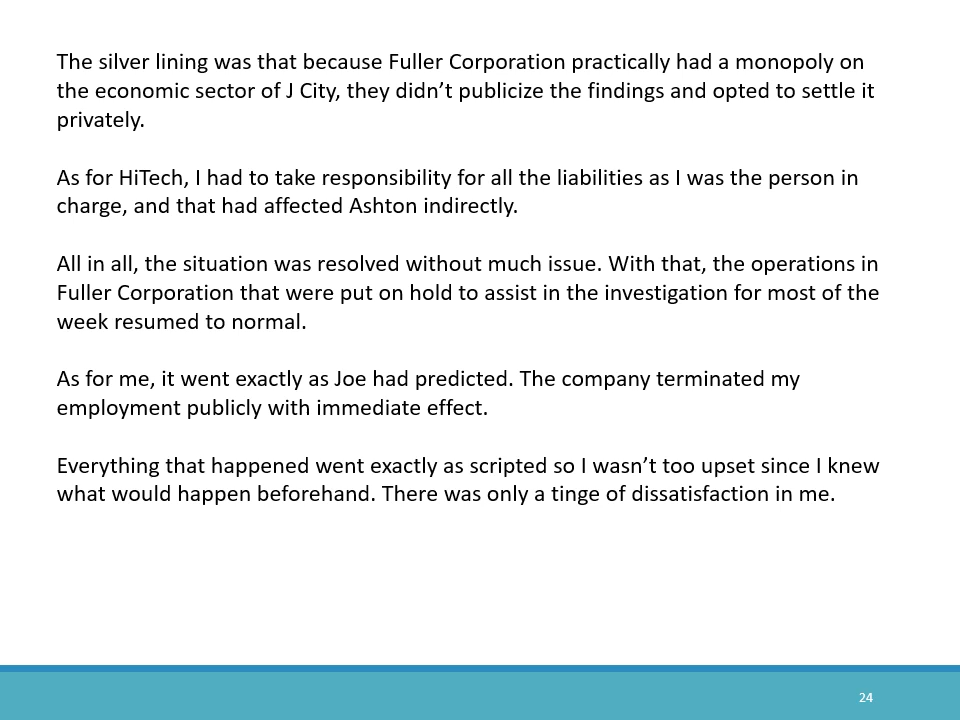 The silver lining was that because Fuller Corporation practically had a monopoly on
the economic sector of J City, they didn’t publicize the findings and opted to settle it
privately.
As for HiTech, I had to take responsibility for all the liabilities as I was the person in
charge, and that had affected Ashton indirectly.
All in all, the situation was resolved without much issue. With that, the operations in
Fuller Corporation that were put on hold to assist in the investigation for most of the
week resumed to normal.
As for me, it went exactly as Joe had predicted. The company terminated my
employment publicly with immediate effect.
Everything that happened went exactly as scripted so I wasn’t too upset since I knew
what would happen beforehand. There was only a tinge of dissatisfaction in me.
24